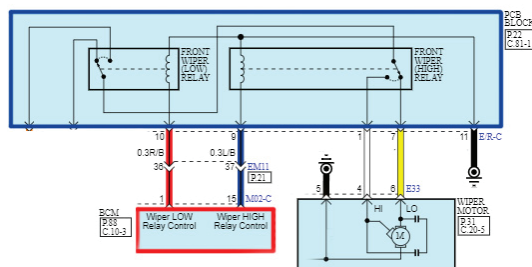 PCB
BLOCK
P.22
C.81-1
FRONT
WIPER
(LOW)
RELAY
FRONT
WIPER
(HIGH)
RELAY
10 9 1 7 11 E/R-C
0.3R/B 0.3L/B
36 37 EM11
P.21
1 15 M02-C
5 4 6 E33
BCM
P.88
C.10-3
Wiper LOW
Relay Control
Wiper HIGH
Relay Control
HI LO
M
WIPER
MOTOR
P.31
C.20-5